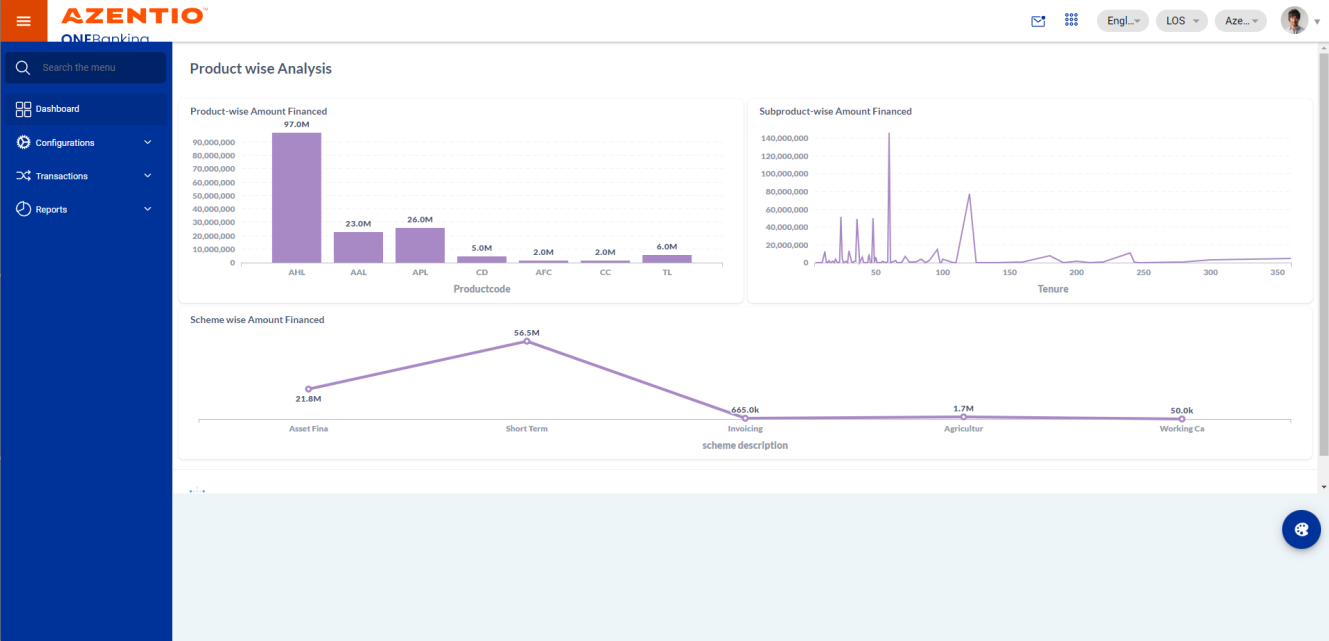 AZENTIO
ONEBanking
Engl...
LOS
Aze...
Search the menu
Dashboard
Configurations
Transactions
Reports
Product wise Analysis
Product-wise Amount Financed
97.0M
90,000,000
80,000,000
70,000,000
60,000,000
50,000,000
40,000,000
30,000,000
20,000,000
10,000,000
0
23.0M
26.0M
5.0M
2.0M
2.0M
6.0M
AHL AAL APL CD AFC CC TL
Productcode
Subproduct-wise Amount Financed
140,000,000
120,000,000
100,000,000
80,000,000
60,000,000
40,000,000
20,000,000
0
50 100 150 200 250 300 350
Tenure
Scheme wise Amount Financed
56.5M
21.8M
665.0k
1.7M
50.0k
Asset Fina Short Term Invoicing Agricultur Working Ca
scheme description